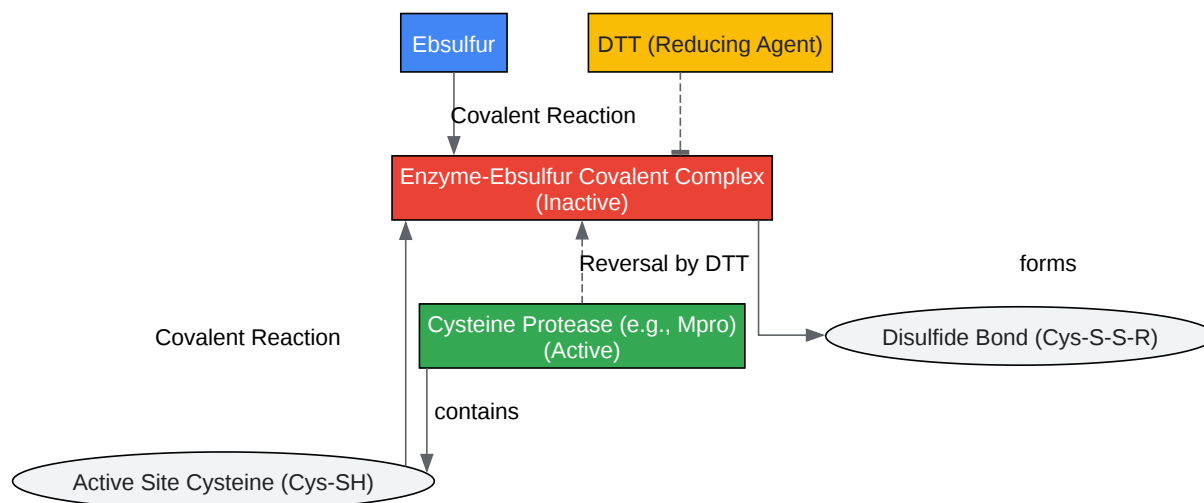 Ebsulfur
DTT (Reducing Agent)
Covalent Reaction
Enzyme-Ebsulfur Covalent Complex
(Inactive)
Reversal by DTT
forms
Cysteine Protease (e.g., Mpro)
(Active)
Covalent Reaction
Disulfide Bond (Cys-S-S-R)
contains
Active Site Cysteine (Cys-SH)